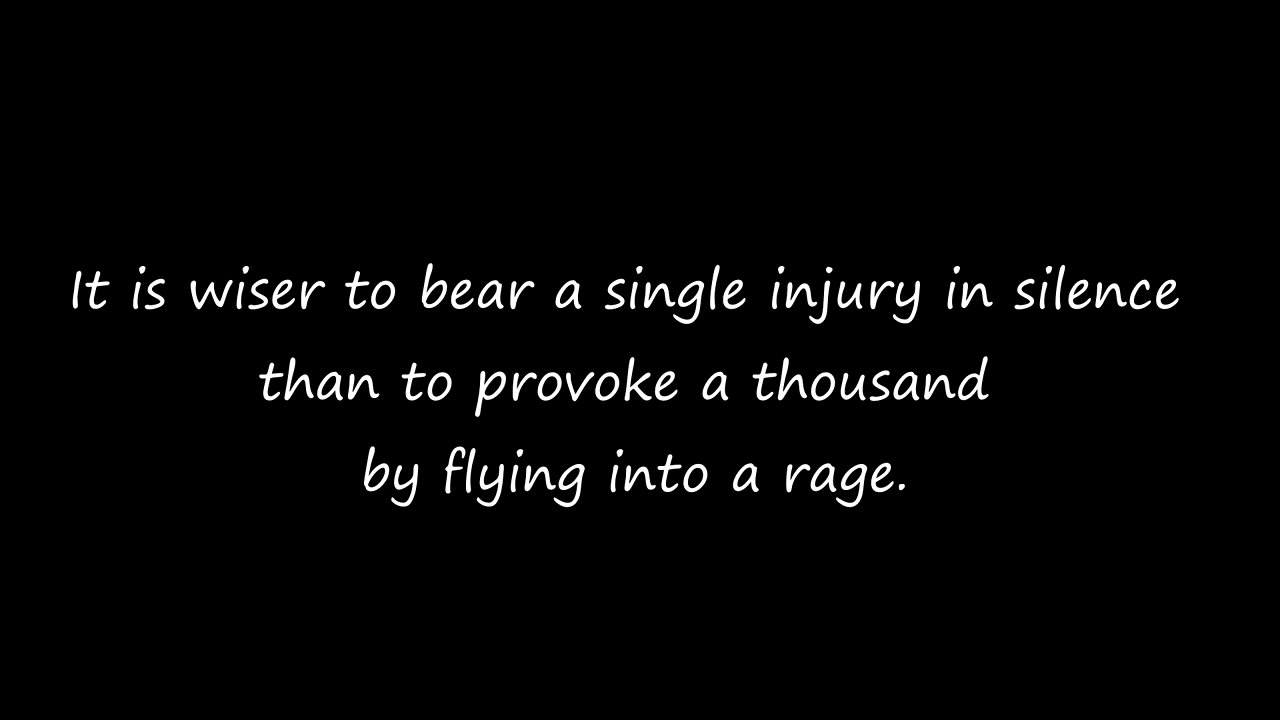 It is wiser to bear a single injury in silence
than to provoke a thousand
by flying into a rage.